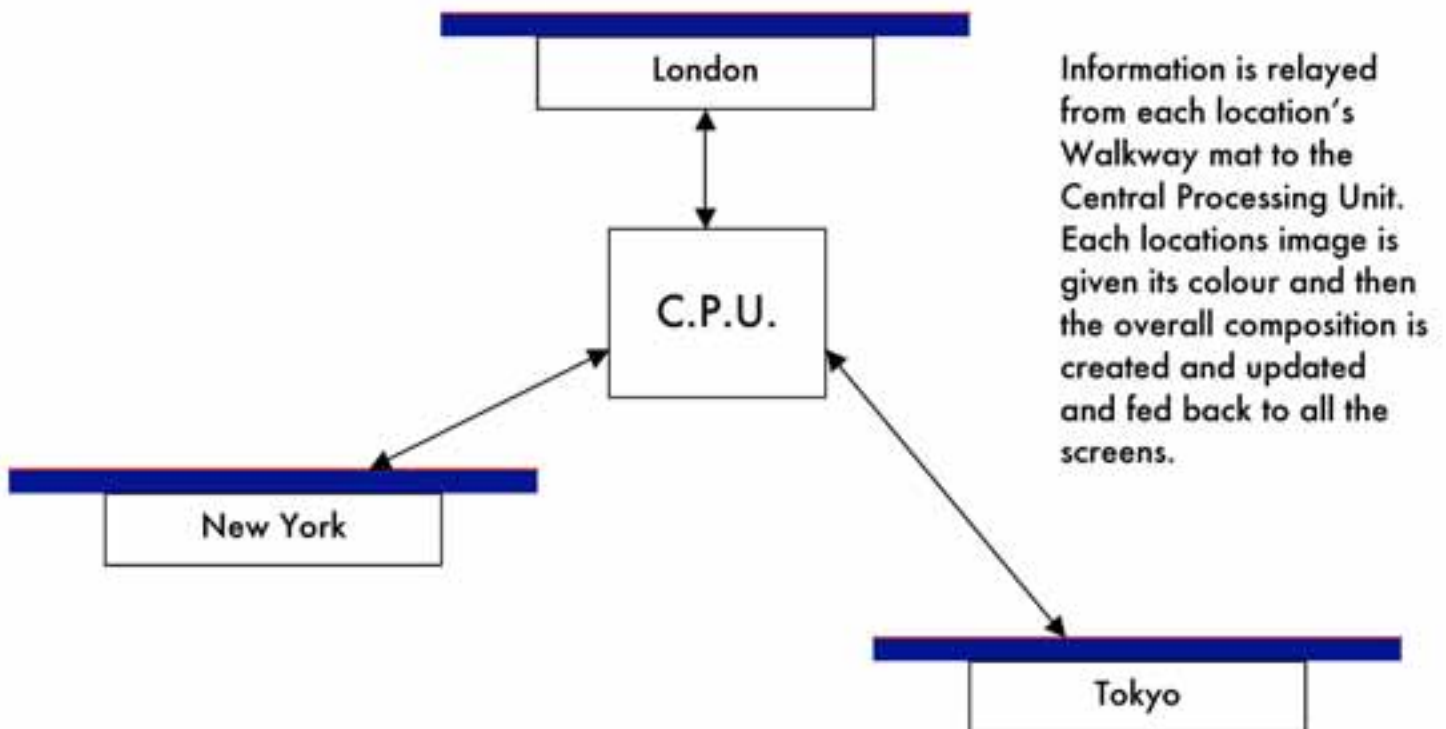 London
Information is relayed
from each location's
Walkway mat to the
Central Processing Unit.
Each locations image is
given its colour and then
the overall composition is
created and updated
and fed back to all the
screens.
C.P.U.
New York
Tokyo